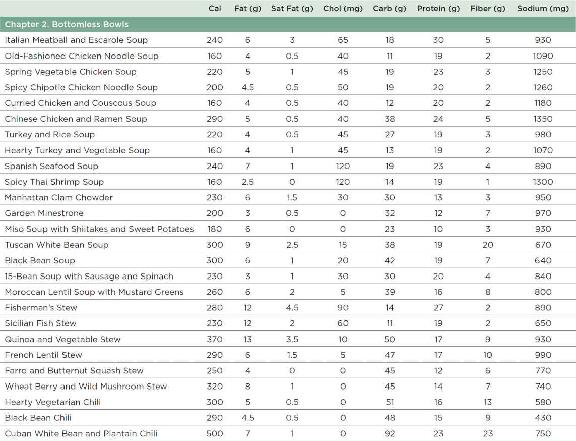 Cal Fat (g) Sat Fat (g) Chol (mg) Carb (g) Protein (g) Fiber (g) Sodium (mg)
Chapter 2. Bottomless Bowls
Italian Meatball and Escarole Soup 240 6 3 65 18 30 5 930
Old-Fashioned Chicken Noodle Soup 160 4 0.5 40 11 19 2 1090
Spring Vegetable Chicken Soup 220 5 1 45 19 23 3 1250
Spicy Chipotle Chicken Noodle Soup 200 4.5 0.5 50 19 20 2 1260
Curried Chicken and Couscous Soup 160 4 0.5 40 12 20 2 1180
Chinese Chicken and Ramen Soup 290 5 0.5 40 38 24 5 1350
Turkey and Rice Soup 220 4 0.5 45 27 19 3 980
Hearty Turkey and Vegetable Soup 160 4 1 45 13 19 2 1070
Spanish Seafood Soup 240 7 1 120 19 23 4 890
Spicy Thai Shrimp Soup 160 2.5 0 120 14 19 1 1300
Manhattan Clam Chowder 230 6 1.5 30 30 13 3 950
Garden Minestrone 200 3 0.5 0 32 12 7 970
Miso Soup with Shiitakes and Sweet Potatoes 180 6 0 0 23 10 3 930
Tuscan White Bean Soup 300 9 2.5 15 38 19 20 670
Black Bean Soup 300 6 1 20 42 19 7 640
15-Bean Soup with Sausage and Spinach 230 3 1 30 30 20 4 840
Moroccan Lentil Soup with Mustard Greens 260 6 2 5 39 16 8 800
Fisherman's Stew 280 12 4.5 90 14 27 2 890
Sicilian Fish Stew 230 12 2 60 11 19 2 650
Quinoa and Vegetable Stew 370 13 3.5 10 50 17 9 930
French Lentil Stew 290 6 1.5 5 47 17 10 990
Farro and Butternut Squash Stew 250 4 0 0 45 12 6 770
Wheat Berry and Wild Mushroom Stew 320 8 1 0 45 14 7 740
Hearty Vegetarian Chili 300 5 0.5 0 51 16 13 580
Black Bean Chili 290 4.5 0.5 0 48 15 9 430
Cuban White Bean and Plantain Chili 500 7 1 0 92 23 23 750